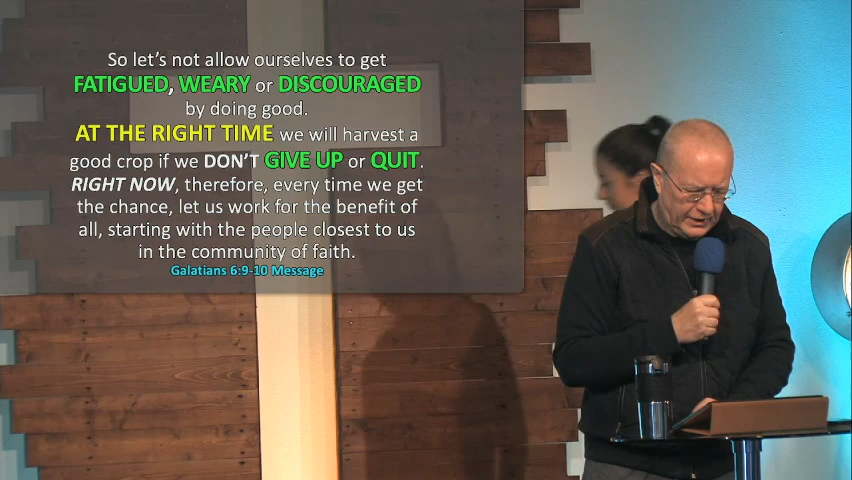 So let's not allow ourselves to get
FATIGUED, WEARY or DISCOURAGED
by doing good.
AT THE RIGHT TIME we will harvest a
good crop if we DON'T GIVE UP or QUIT.
RIGHT NOW, therefore, every time we get
the chance, let us work for the benefit of
all, starting with the people closest to us
in the community of faith.
Galatians 6:9-10 Message